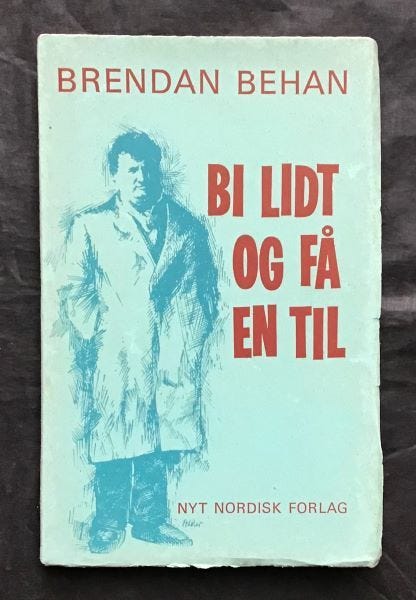 BRENDAN BEHAN
BI LIDT
OG FÅ
EN TIL
NYT NORDISK FORLAG